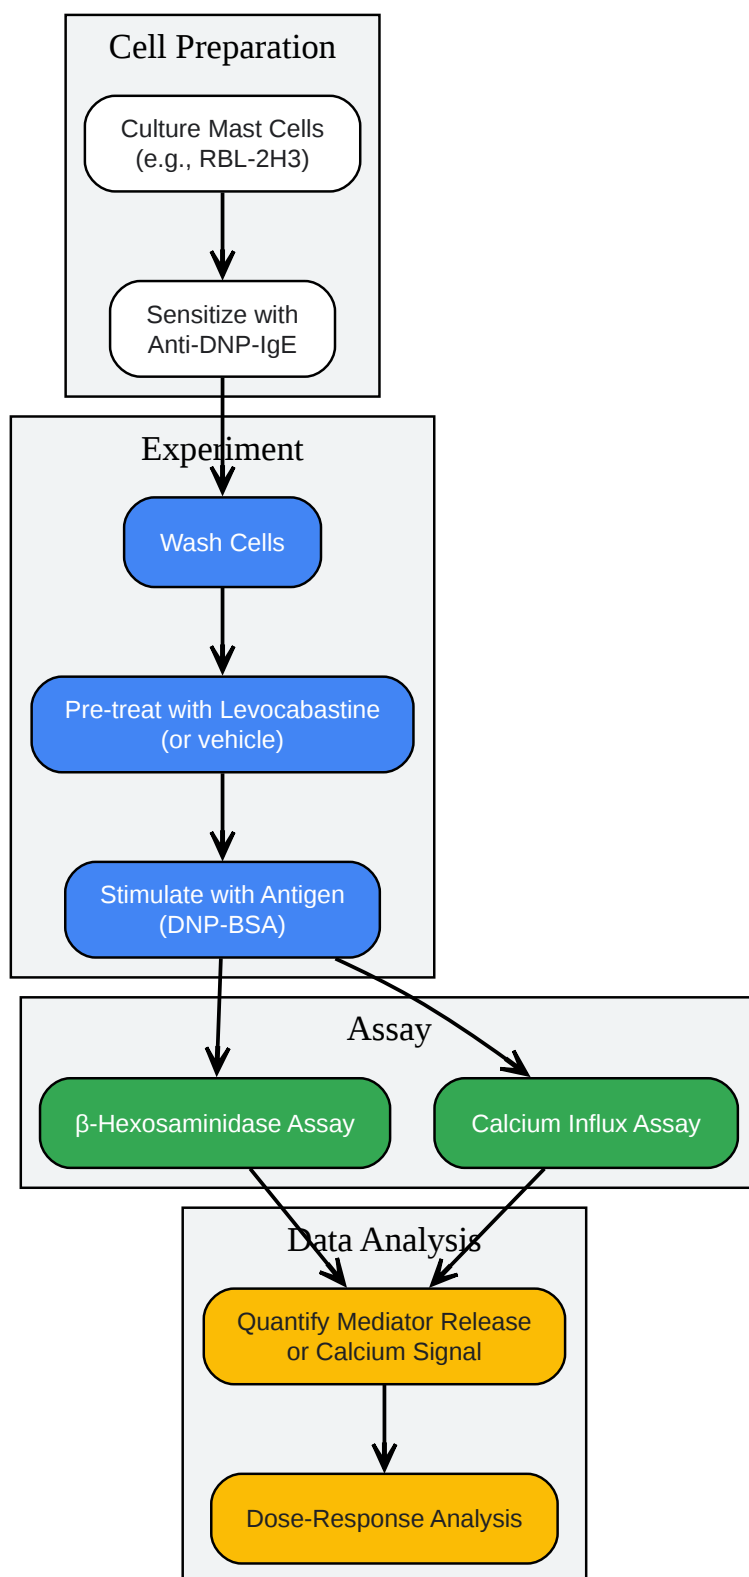 Cell Preparation
Culture Mast Cells
(e.g., RBL-2H3)
Sensitize with
Anti-DNP-IgE
Experiment
Wash Cells
Pre-treat with Levocabastine
(or vehicle)
Stimulate with Antigen
(DNP-BSA)
Assay
β-Hexosaminidase Assay
Calcium Influx Assay
Data Analysis
Quantify Mediator Release
or Calcium Signal
Dose-Response Analysis